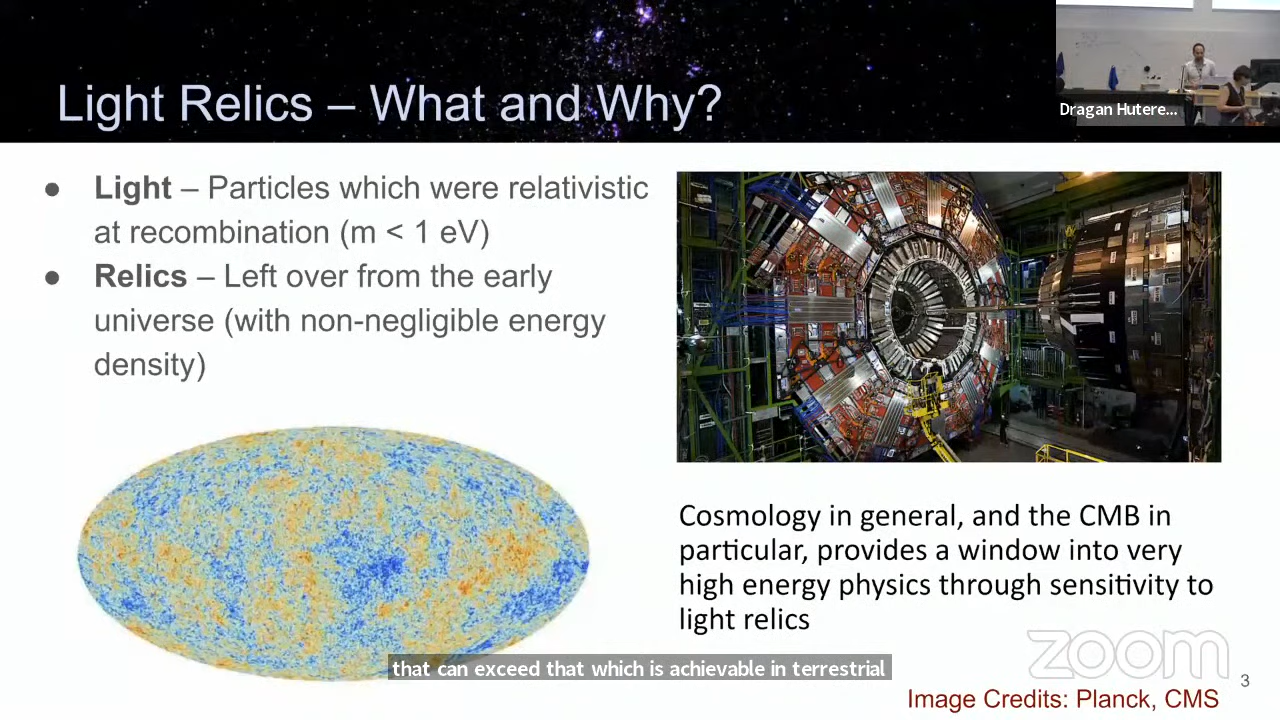 Light Relics – What and Why?
Dragan Hutere...
● Light – Particles which were relativistic
at recombination (m < 1 eV)
● Relics – Left over from the early
universe (with non-negligible energy
density)
Cosmology in general, and the CMB in
particular, provides a window into very
high energy physics through sensitivity to
light relics
zoom
that can exceed that which is achievable in terrestrial
Image Credits: Planck, CMS
3